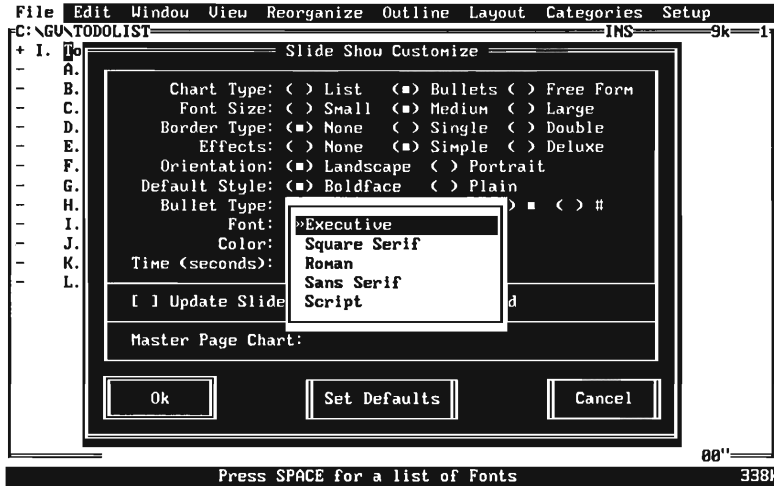 File Edit Window View Reorganize Outline Layout Categories Setup
C:\GV\TODOLIST INS 9k 1
+ I. To Slide Show Customize
- A.
- B. Chart Type: ( ) List (■) Bullets ( ) Free Form
- C. Font Size: ( ) Small (■) Medium ( ) Large
- D. Border Type: (■) None ( ) Single ( ) Double
- E. Effects: ( ) None (■) Simple ( ) Deluxe
- F. Orientation: (■) Landscape ( ) Portrait
- G. Default Style: (■) Boldface ( ) Plain
- H. Bullet Type: ) ■ ( ) #
- I. Font: »Executive
- J. Color: Square Serif
- K. Time (seconds): Roman
- L. Sans Serif
[ ] Update Slide Script d
Master Page Chart:
Ok Set Defaults Cancel
00"
Press SPACE for a list of Fonts 338k